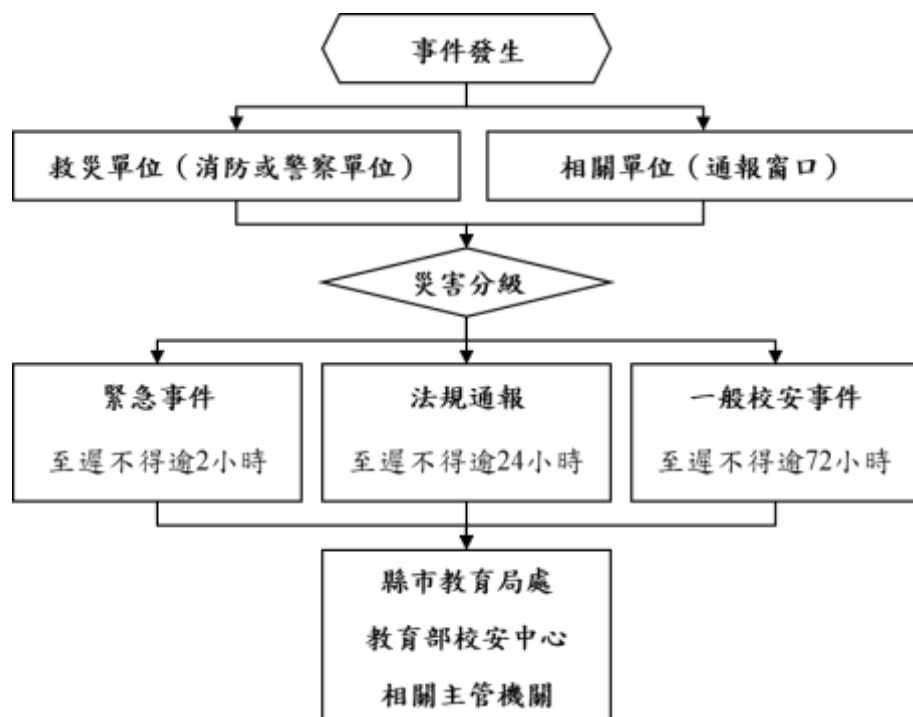 事件發生
救災單位（消防或警察單位）
相關單位（通報窗口）
災害分級
緊急事件
至遲不得逾2小時
法規通報
至遲不得逾24小時
一般校安事件
至遲不得逾72小時
縣市教育局處
教育部校安中心
相關主管機關